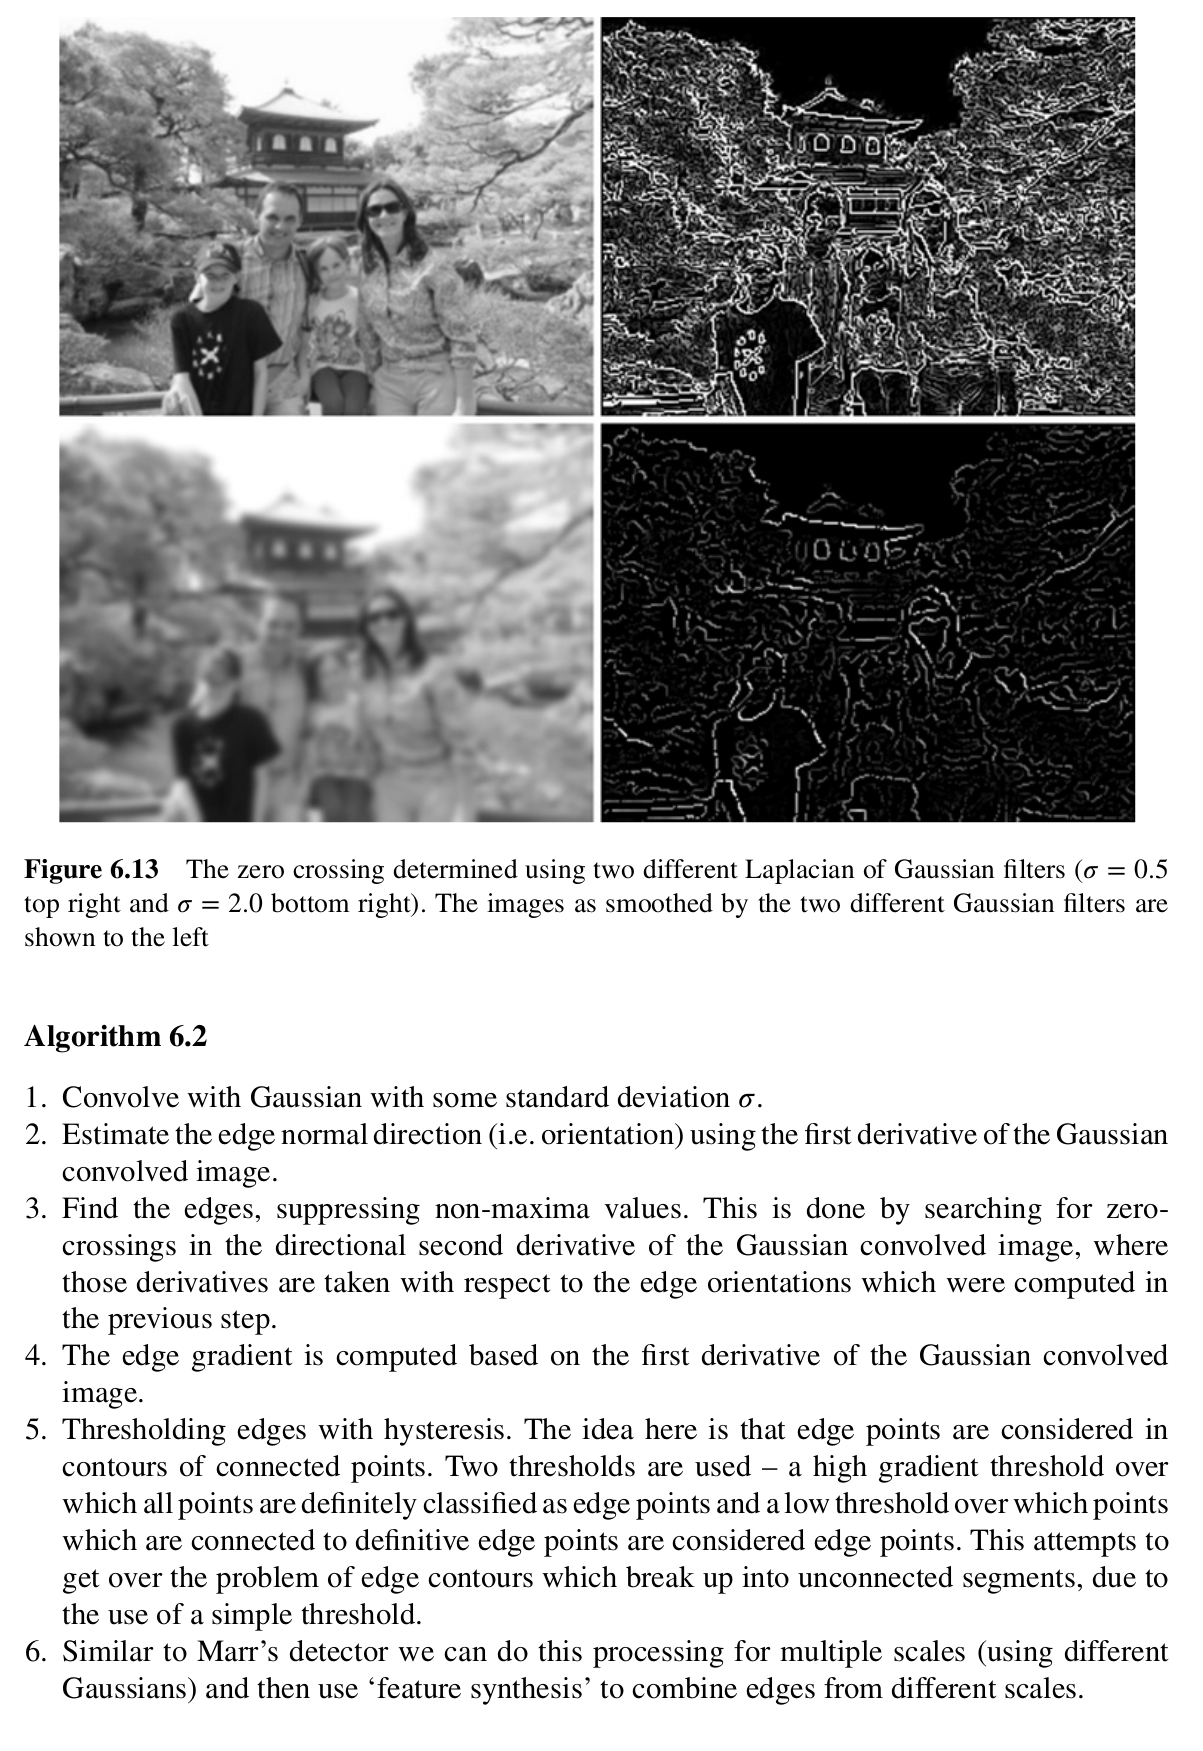 Figure 6.13 The zero crossing determined using two different Laplacian of Gaussian filters (σ = 0.5
top right and σ = 2.0 bottom right). The images as smoothed by the two different Gaussian filters are
shown to the left
Algorithm 6.2
1. Convolve with Gaussian with some standard deviation σ.
2. Estimate the edge normal direction (i.e. orientation) using the first derivative of the Gaussian
convolved image.
3. Find the edges, suppressing non-maxima values. This is done by searching for zero-
crossings in the directional second derivative of the Gaussian convolved image, where
those derivatives are taken with respect to the edge orientations which were computed in
the previous step.
4. The edge gradient is computed based on the first derivative of the Gaussian convolved
image.
5. Thresholding edges with hysteresis. The idea here is that edge points are considered in
contours of connected points. Two thresholds are used – a high gradient threshold over
which all points are definitely classified as edge points and a low threshold over which points
which are connected to definitive edge points are considered edge points. This attempts to
get over the problem of edge contours which break up into unconnected segments, due to
the use of a simple threshold.
6. Similar to Marr’s detector we can do this processing for multiple scales (using different
Gaussians) and then use ‘feature synthesis’ to combine edges from different scales.